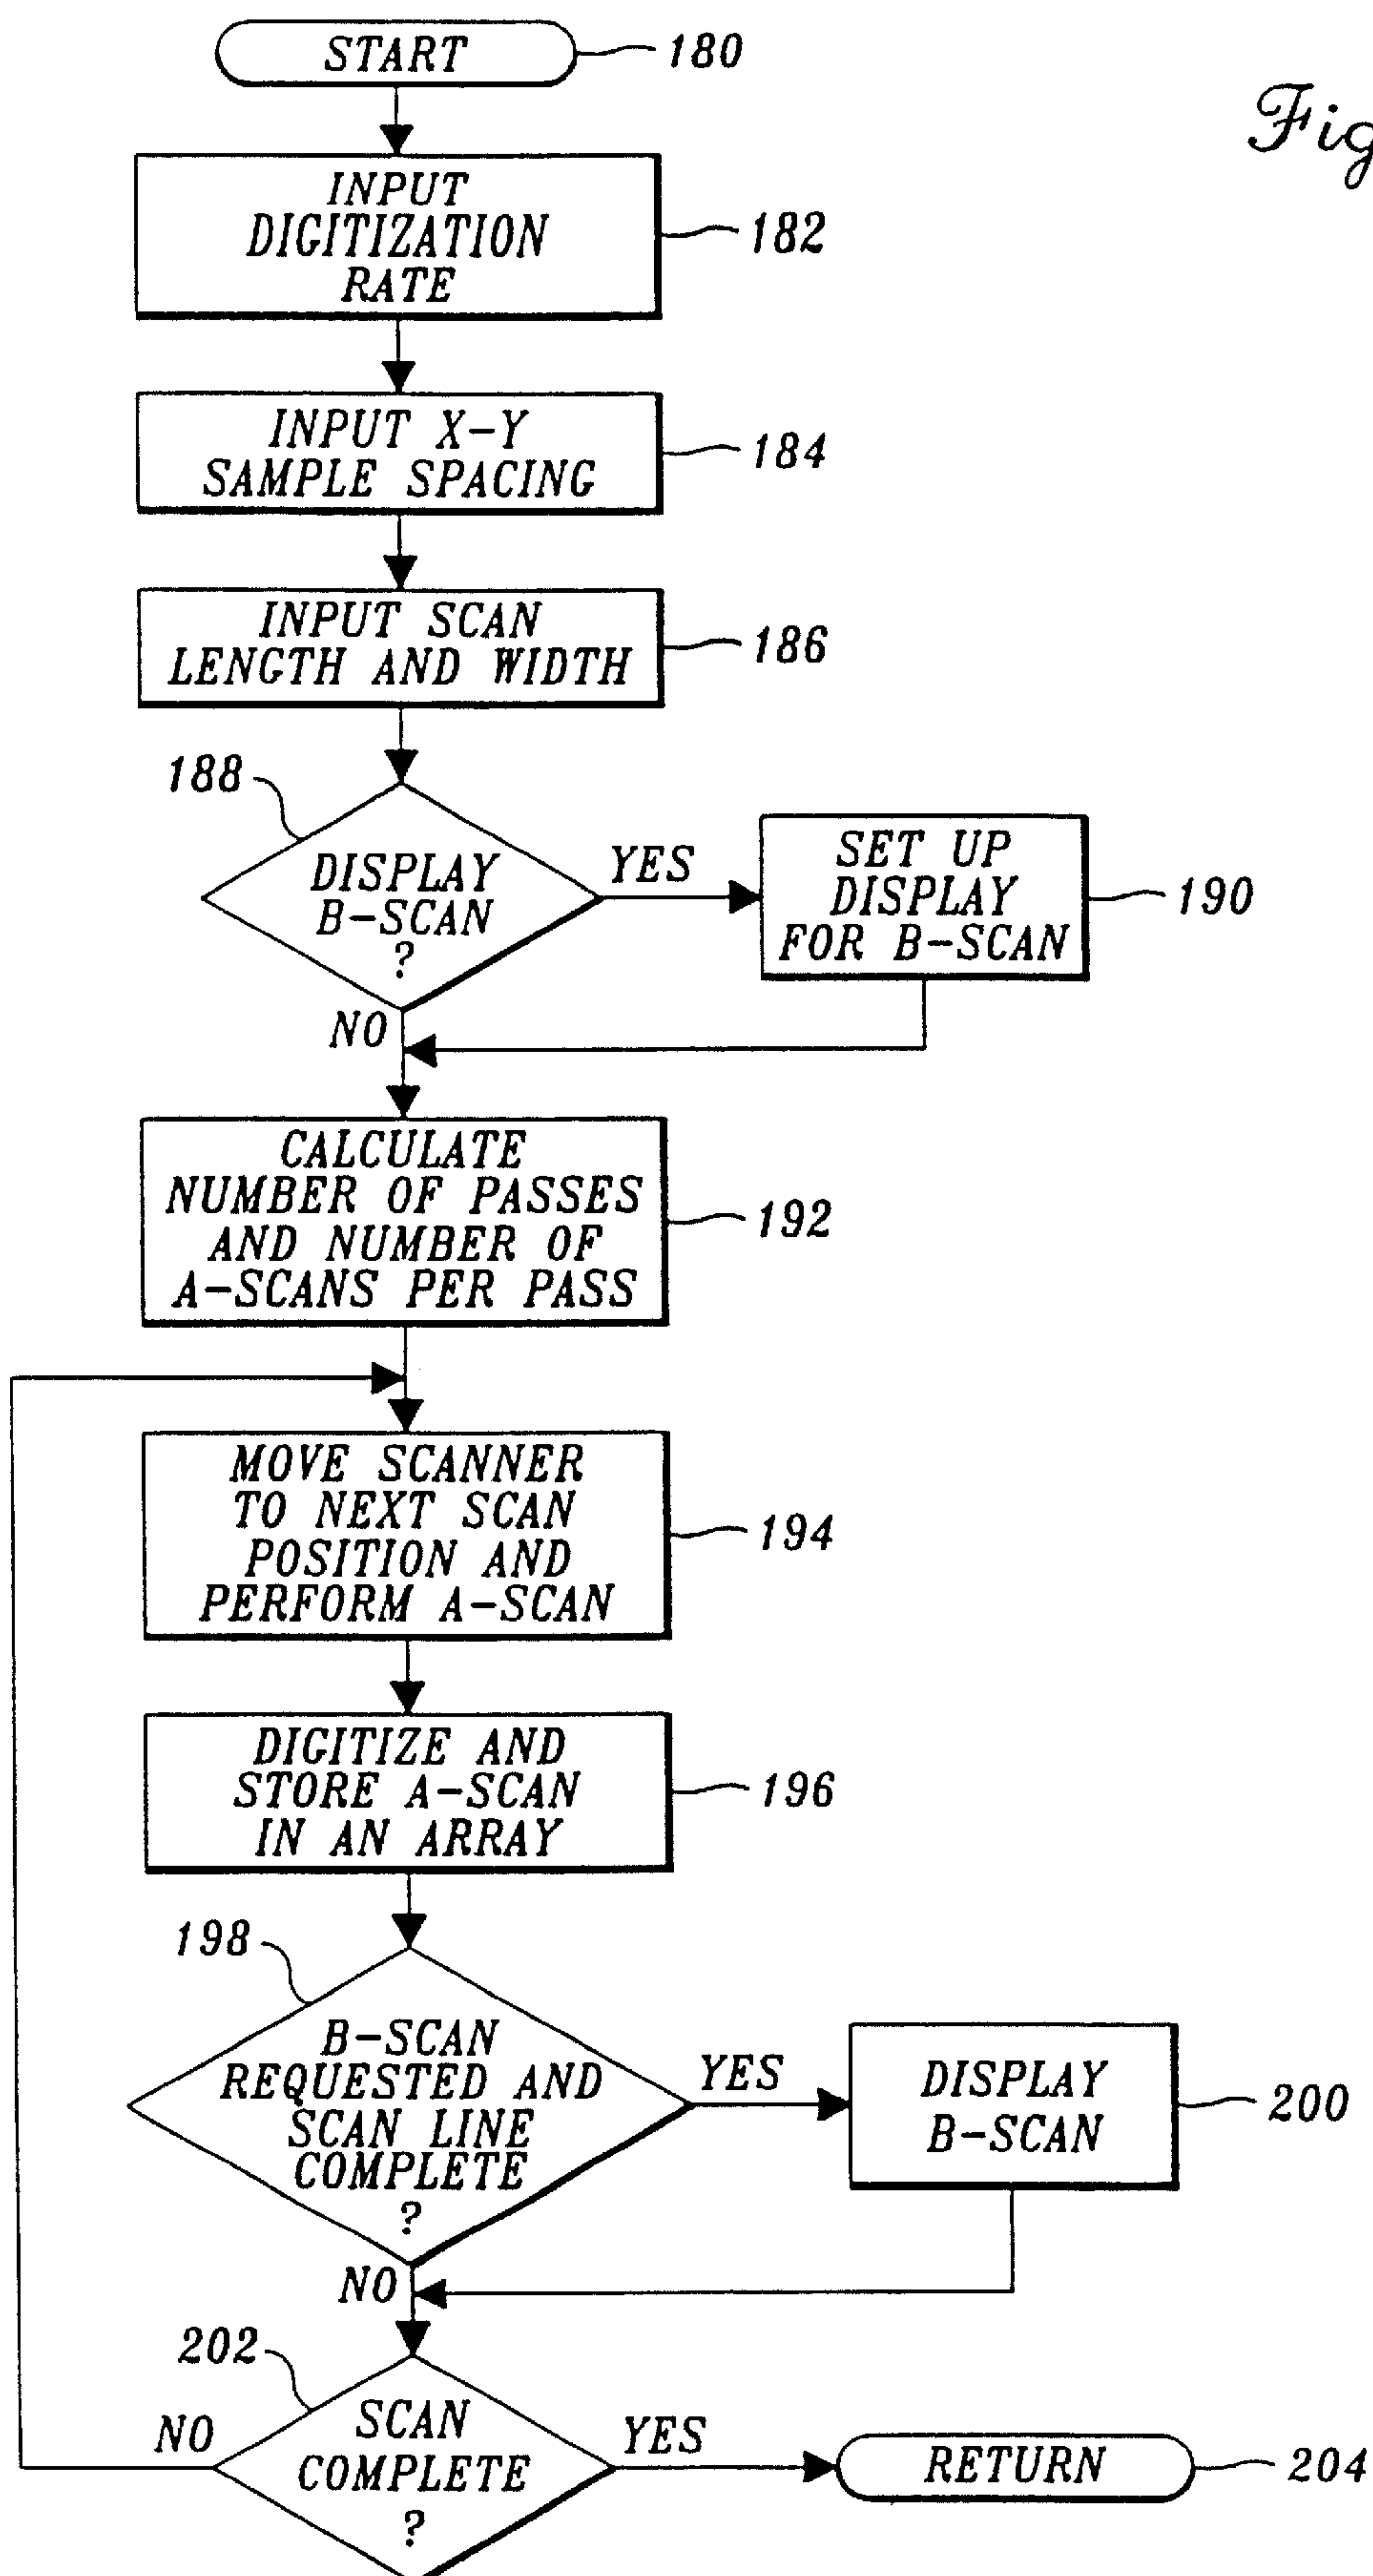 START
180
Fig
INPUT
DIGITIZATION
RATE
182
INPUT X-Y
SAMPLE SPACING
184
INPUT SCAN
LENGTH AND WIDTH
186
188
DISPLAY
B-SCAN
?
YES
SET UP
DISPLAY
FOR B-SCAN
190
NO
CALCULATE
NUMBER OF PASSES
AND NUMBER OF
A-SCANS PER PASS
192
MOVE SCANNER
TO NEXT SCAN
POSITION AND
PERFORM A-SCAN
194
DIGITIZE AND
STORE A-SCAN
IN AN ARRAY
196
198
B-SCAN
REQUESTED AND
SCAN LINE
COMPLETE
?
YES
DISPLAY
B-SCAN
200
NO
202
NO
SCAN
COMPLETE
?
YES
RETURN
204